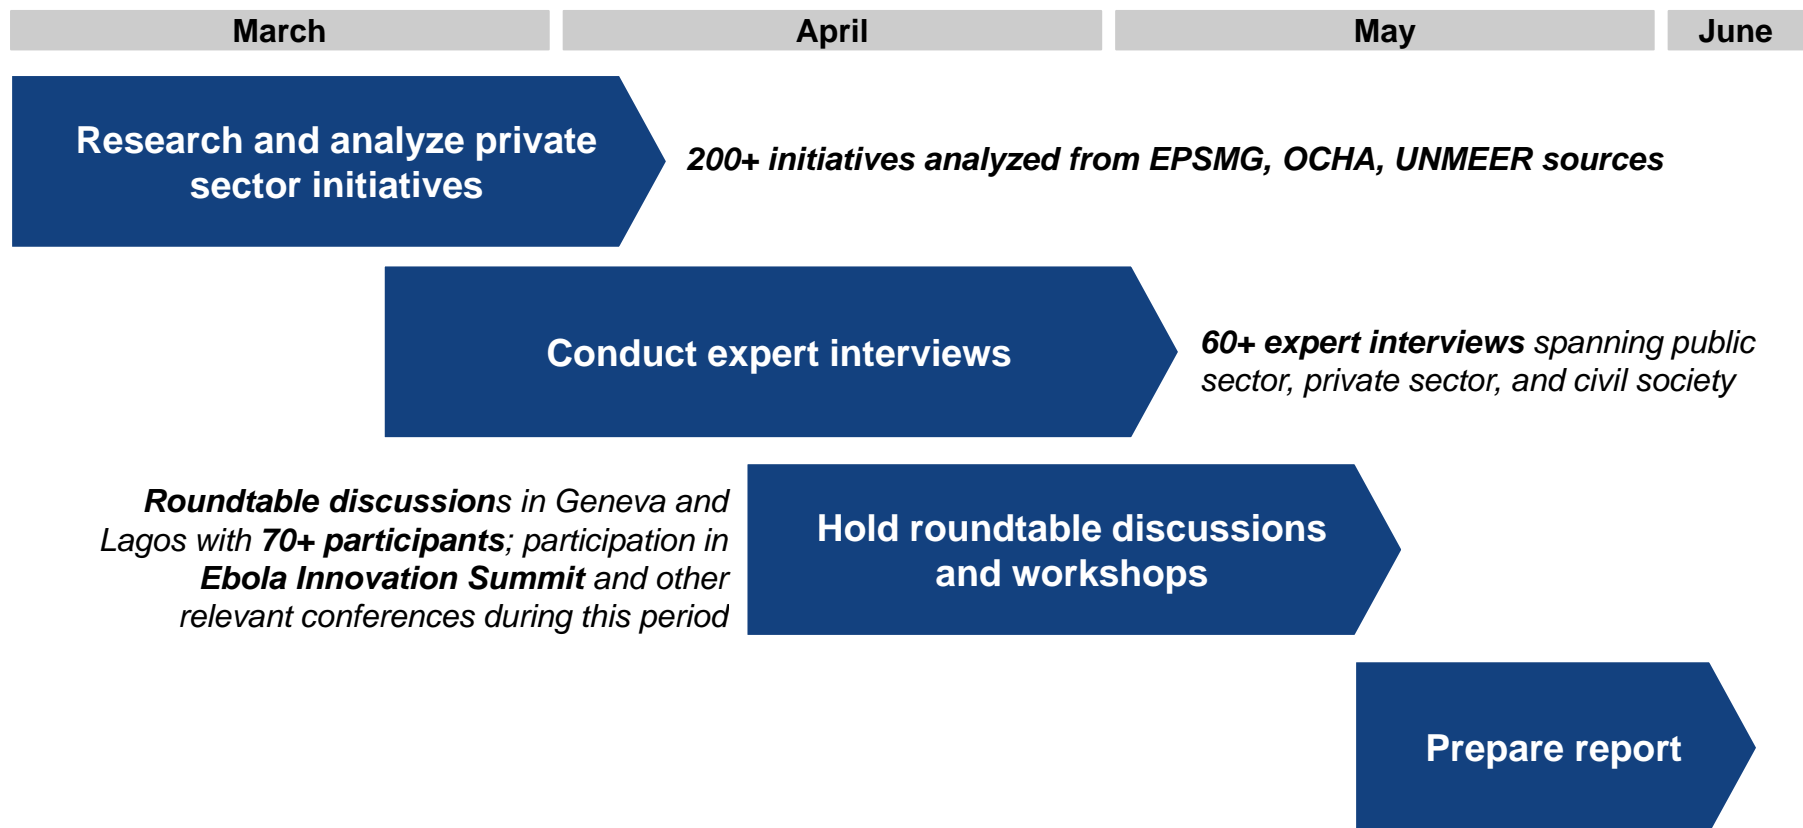 March
April
May
June
Research and analyze private
sector initiatives
200+ initiatives analyzed from EPSMG, OCHA, UNMEER sources
Conduct expert interviews
60+ expert interviews spanning public
sector, private sector, and civil society
Roundtable discussions in Geneva and
Lagos with 70+ participants; participation in
Ebola Innovation Summit and other
relevant conferences during this period
Hold roundtable discussions
and workshops
Prepare report